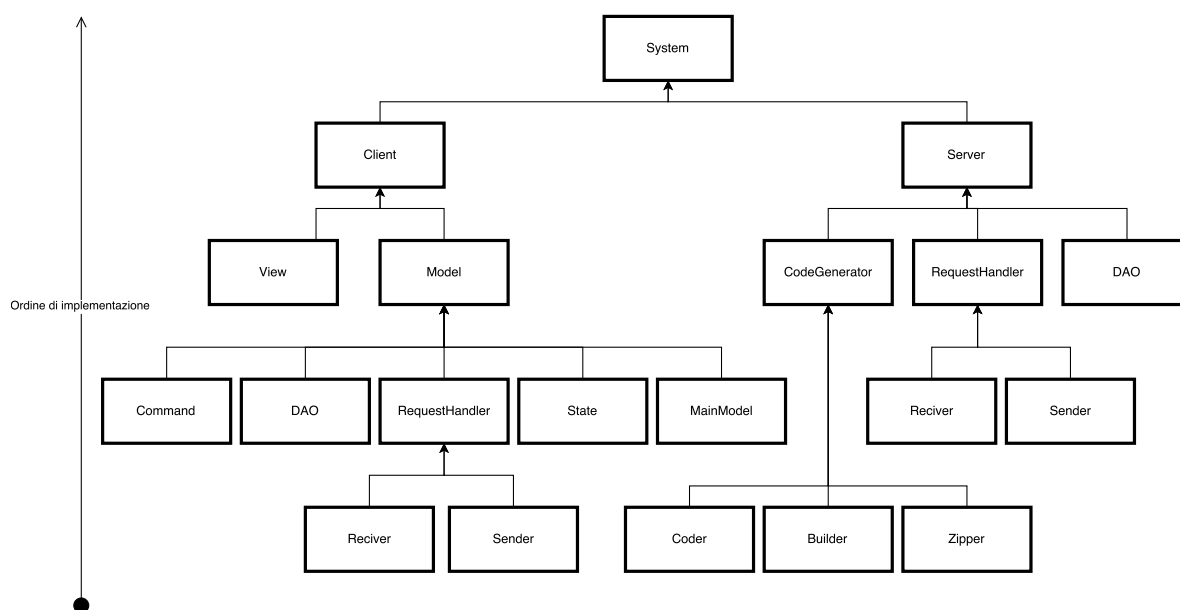 System
Client
Server
View
Model
CodeGenerator
RequestHandler
DAO
Ordine di implementazione
Command
DAO
RequestHandler
State
MainModel
Reciver
Sender
Reciver
Sender
Coder
Builder
Zipper